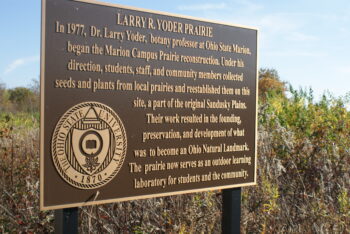 LARRY R. YODER PRAIRIE
In 1977, Dr. Larry Yoder, botany professor at Ohio State Marion,
began the Marion Campus Prairie reconstruction. Under his
direction, students, staff, and community members collected
seeds and plants from local prairies and reestablished them on this
site, a part of the original Sandusky Plains.
Their work resulted in the founding,
preservation, and development of what
was to become an Ohio Natural Landmark.
The prairie now serves as an outdoor learning
laboratory for students and the community.
OHIO STATE UNIVERSITY
1870